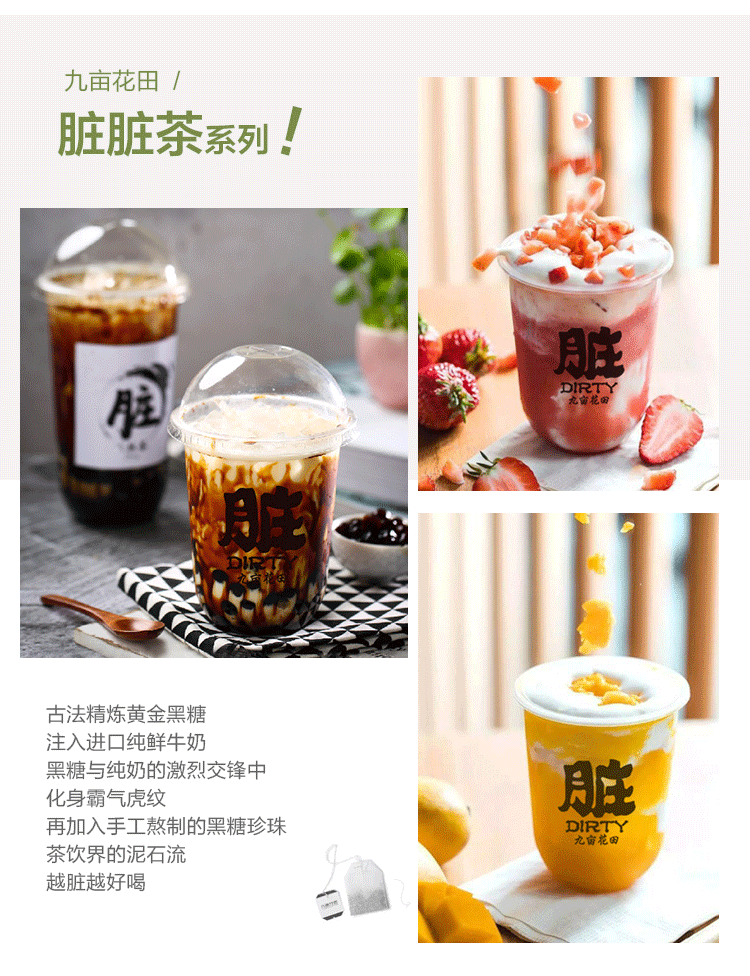 九亩花田 /
脏脏茶系列！
脏
DIRTY
九亩花田
脏
脏
DIRTY
九亩花田
脏
DIRTY
九亩花田
古法精炼黄金黑糖
注入进口纯鲜牛奶
黑糖与纯奶的激烈交锋中
化身霸气虎纹
再加入手工熬制的黑糖珍珠
茶饮界的泥石流
越脏越好喝